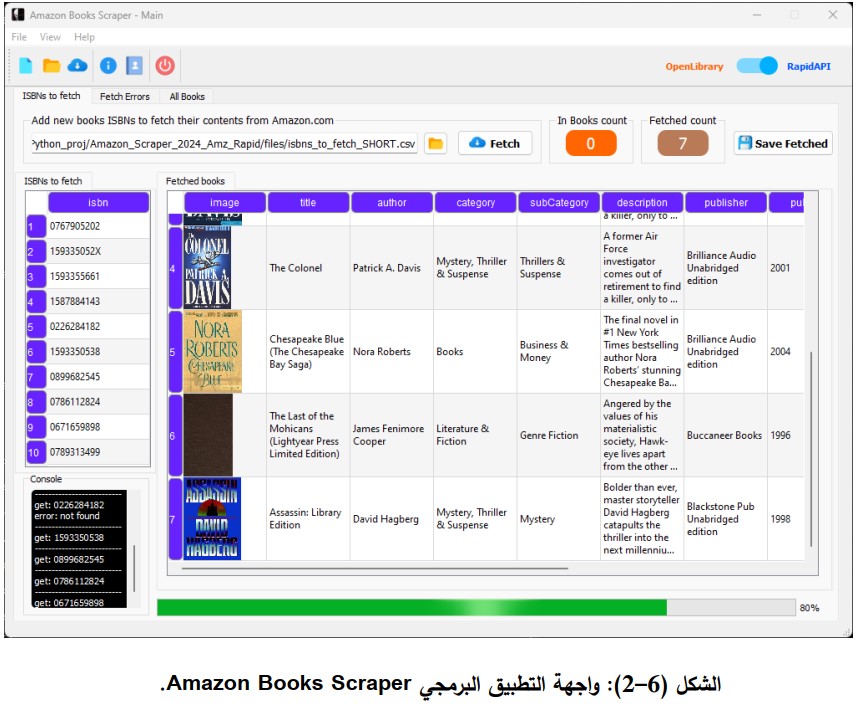 Amazon Books Scraper - Main
File View Help
OpenLibrary RapidAPI
ISBNs to fetch Fetch Errors All Books
Add new books ISBNs to fetch their contents from Amazon.com
In Books count Fetched count
ython_proj/Amazon_Scraper_2024_Amz_Rapid/files/isbns_to_fetch_SHORT.csv Fetch 0 7 Save Fetched
ISBNs to fetch
isbn
1 0767905202
2 159335052X
3 1593355661
4 1587884143
5 0226284182
6 1593350538
7 0899682545
8 0786112824
9 0671659898
10 0789313499
Console
-------------------------
get: 0226284182
error: not found
-------------------------
get: 1593350538
-------------------------
get: 0899682545
-------------------------
get: 0786112824
-------------------------
get: 0671659898
Fetched books
image title author category subCategory description publisher pu
a killer, only to ...
4
THE
COLONEL
PATRICK A.
DAVIS
The Colonel
Patrick A. Davis
Mystery, Thriller
& Suspense
Thrillers &
Suspense
A former Air
Force
investigator
comes out of
retirement to find
a killer, only to ...
Brilliance Audio
Unabridged
edition
2001
5
NORA
ROBERTS
CHESAPEAKE
BLUE
Chesapeake Blue
(The Chesapeake
Bay Saga)
Nora Roberts
Books
Business &
Money
The final novel in
#1 New York
Times bestselling
author Nora
Roberts' stunning
Chesapeake Ba...
Brilliance Audio
Unabridged
edition
2004
6
The Last of the
Mohicans
(Lightyear Press
Limited Edition)
James Fenimore
Cooper
Literature &
Fiction
Genre Fiction
Angered by the
values of his
materialistic
society, Hawk-
eye lives apart
from the other ...
Buccaneer Books
1996
7
ASSASSIN
DAVID
HAGBERG
Assassin: Library
Edition
David Hagberg
Mystery, Thriller
& Suspense
Mystery
Bolder than ever,
master storyteller
David Hagberg
catapults the
thriller into the
next millenniu...
Blackstone Pub
Unabridged
edition
1998
80%
الشكل (6-2): واجهة التطبيق البرمجي Amazon Books Scraper.